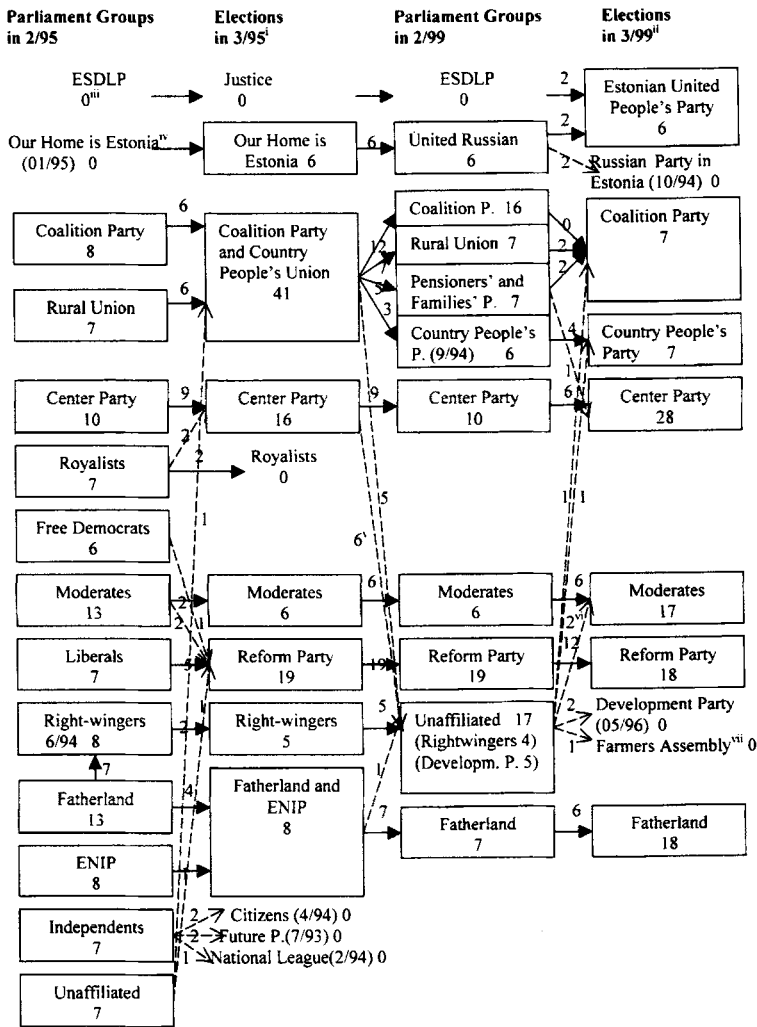 Parliament Groups
in 2/95
Elections
in 3/95i
Parliament Groups
in 2/99
Elections
in 3/99ii
ESDLP
0iii
Justice
0
ESDLP
0
2
Estonian United
People's Party
6
Our Home is Estoniaiv
(01/95) 0
Our Home is
Estonia 6
6
United Russian
6
2
2
Russian Party in
Estonia (10/94) 0
Coalition Party
8
6
Coalition Party
and Country
People's Union
41
Rural Union
7
6
12
7
5
3
Coalition P. 16
Rural Union 7
Pensioners' and
Families' P. 7
Country People's
P. (9/94) 6
0
2
2
4
1
Coalition Party
7
Country People's
Party 7
Center Party
10
9
Center Party
16
9
Center Party
10
6
Center Party
28
Royalists
7
2
2
Royalists
0
Free Democrats
6
1
6v
5
1
1
Moderates
13
2
2
1
Moderates
6
6
Moderates
6
6
2vi
Moderates
17
Liberals
7
5
Reform Party
19
19
Reform Party
19
12
7
Reform Party
18
Right-wingers
6/94 8
2
1
Right-wingers
5
5
Unaffiliated 17
(Rightwingers 4)
(Developm. P. 5)
2
1
Development Party
(05/96) 0
Farmers Assemblyvii 0
7
Fatherland
13
4
Fatherland and
ENIP
8
1
7
Fatherland
7
6
Fatherland
18
ENIP
8
Independents
7
2
2
1
Citizens (4/94) 0
Future P.(7/93) 0
National League(2/94) 0
Unaffiliated
7